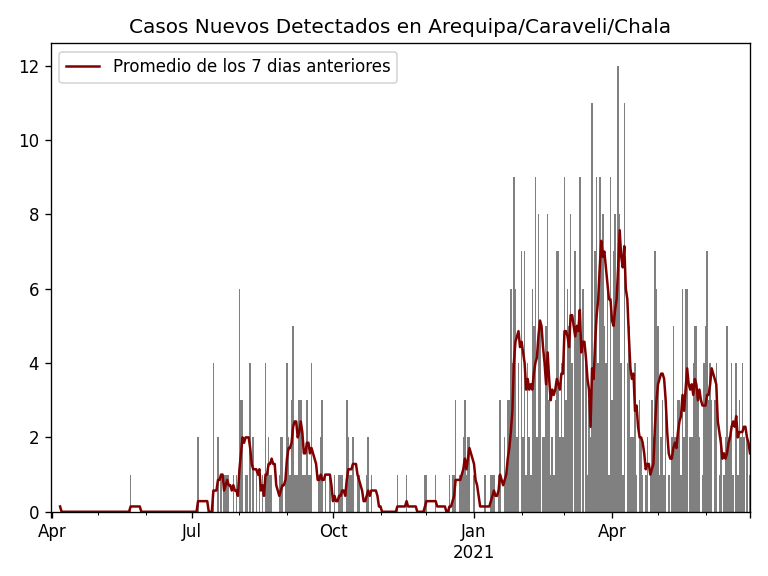 Casos Nuevos Detectados en Arequipa/Caraveli/Chala
Promedio de los 7 dias anteriores
12
10
8
6
4
2
0
Apr Jul Oct Jan Apr
2021